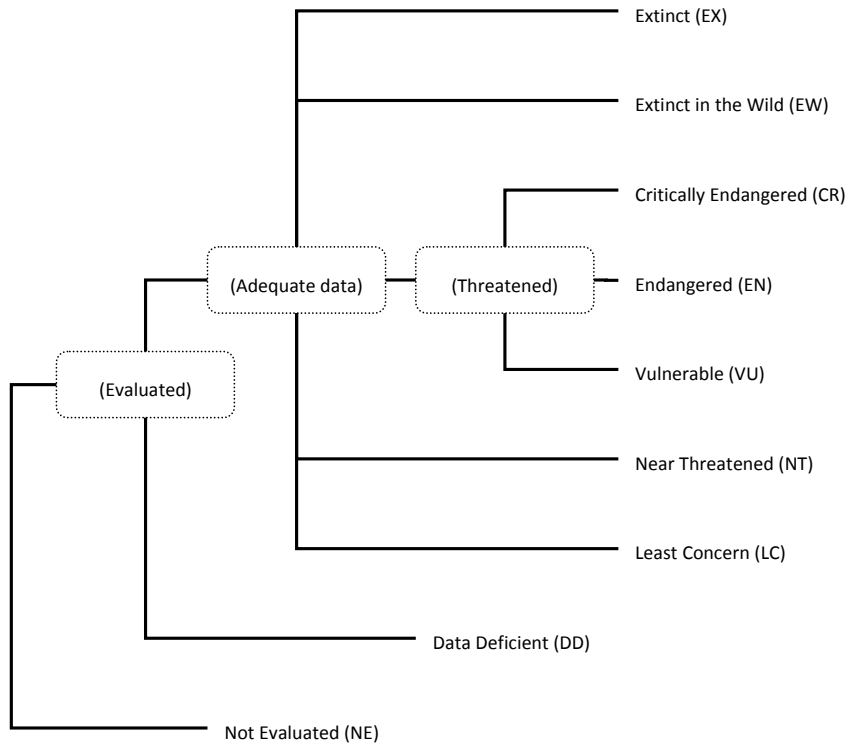 Extinct (EX)
Extinct in the Wild (EW)
Critically Endangered (CR)
(Adequate data)
(Threatened)
Endangered (EN)
Vulnerable (VU)
(Evaluated)
Near Threatened (NT)
Least Concern (LC)
Data Deficient (DD)
Not Evaluated (NE)